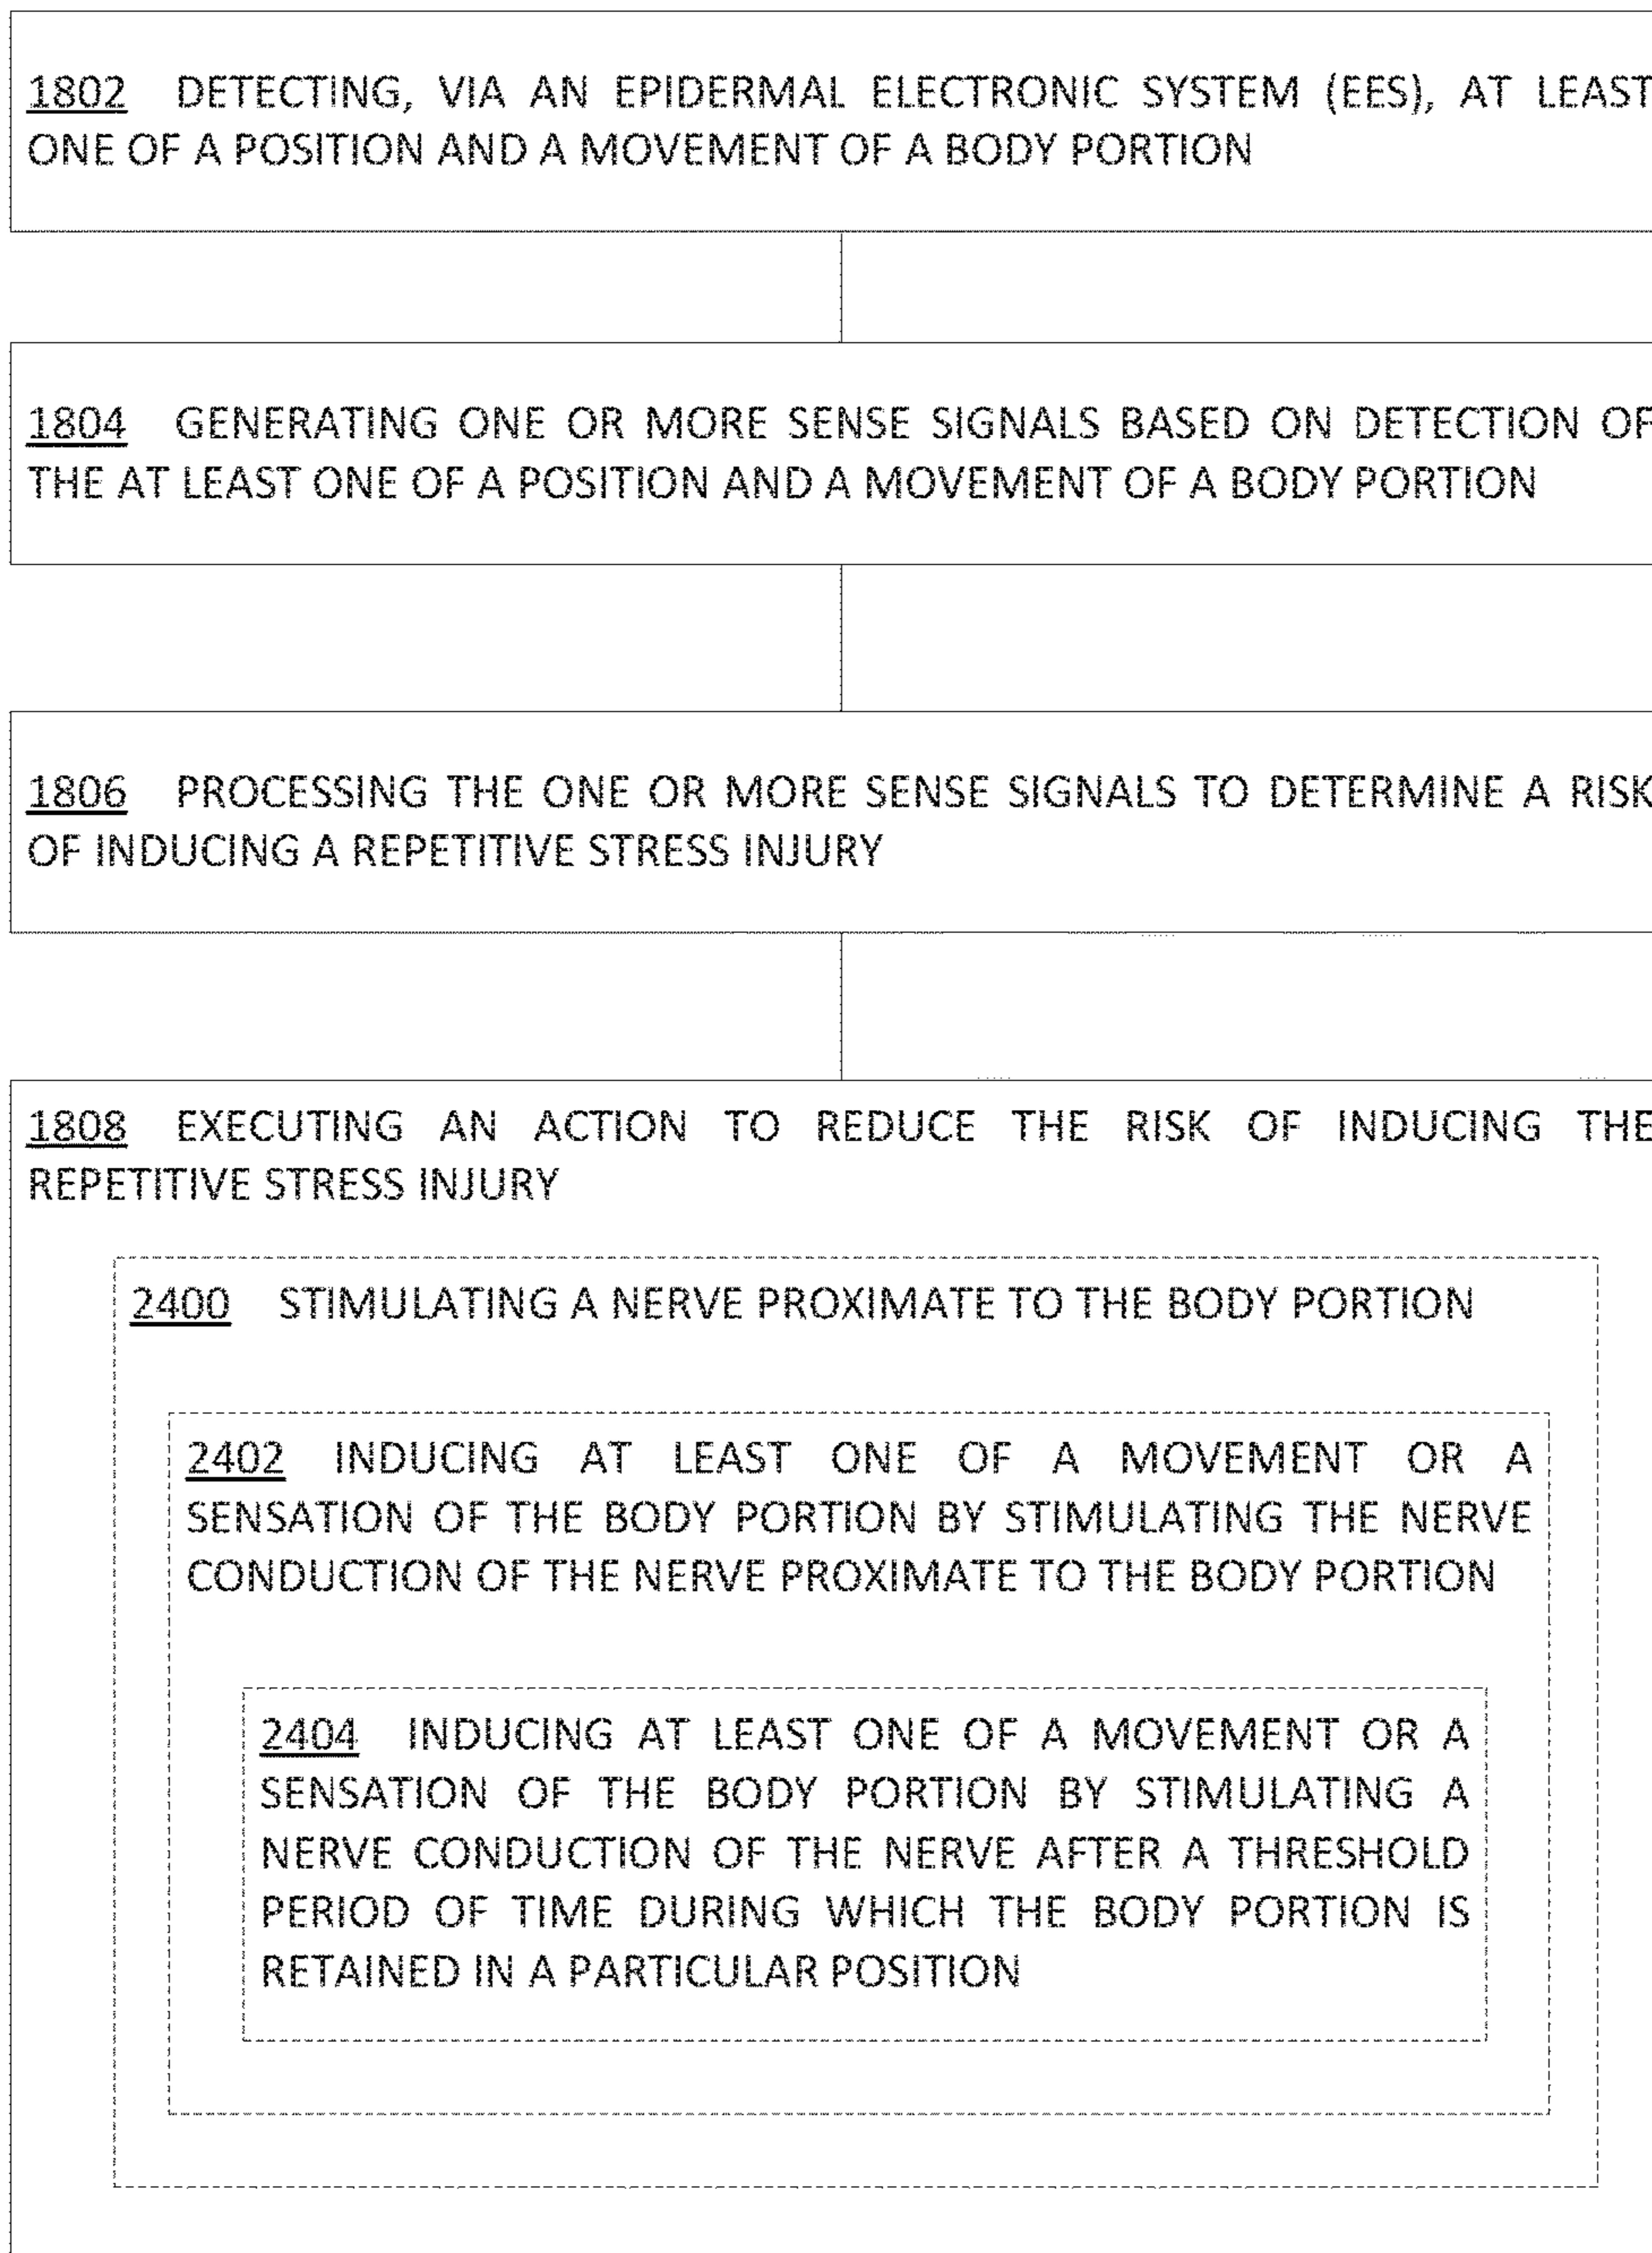 1802 DETECTING, VIA AN EPIDERMAL ELECTRONIC SYSTEM (EES), AT LEAST
ONE OF A POSITION AND A MOVEMENT OF A BODY PORTION
1804 GENERATING ONE OR MORE SENSE SIGNALS BASED ON DETECTION OF
THE AT LEAST ONE OF A POSITION AND A MOVEMENT OF A BODY PORTION
1806 PROCESSING THE ONE OR MORE SENSE SIGNALS TO DETERMINE A RISK
OF INDUCING A REPETITIVE STRESS INJURY
1808 EXECUTING AN ACTION TO REDUCE THE RISK OF INDUCING THE
REPETITIVE STRESS INJURY
2400 STIMULATING A NERVE PROXIMATE TO THE BODY PORTION
2402 INDUCING AT LEAST ONE OF A MOVEMENT OR A
SENSATION OF THE BODY PORTION BY STIMULATING THE NERVE
CONDUCTION OF THE NERVE PROXIMATE TO THE BODY PORTION
2404 INDUCING AT LEAST ONE OF A MOVEMENT OR A
SENSATION OF THE BODY PORTION BY STIMULATING A
NERVE CONDUCTION OF THE NERVE AFTER A THRESHOLD
PERIOD OF TIME DURING WHICH THE BODY PORTION IS
RETAINED IN A PARTICULAR POSITION